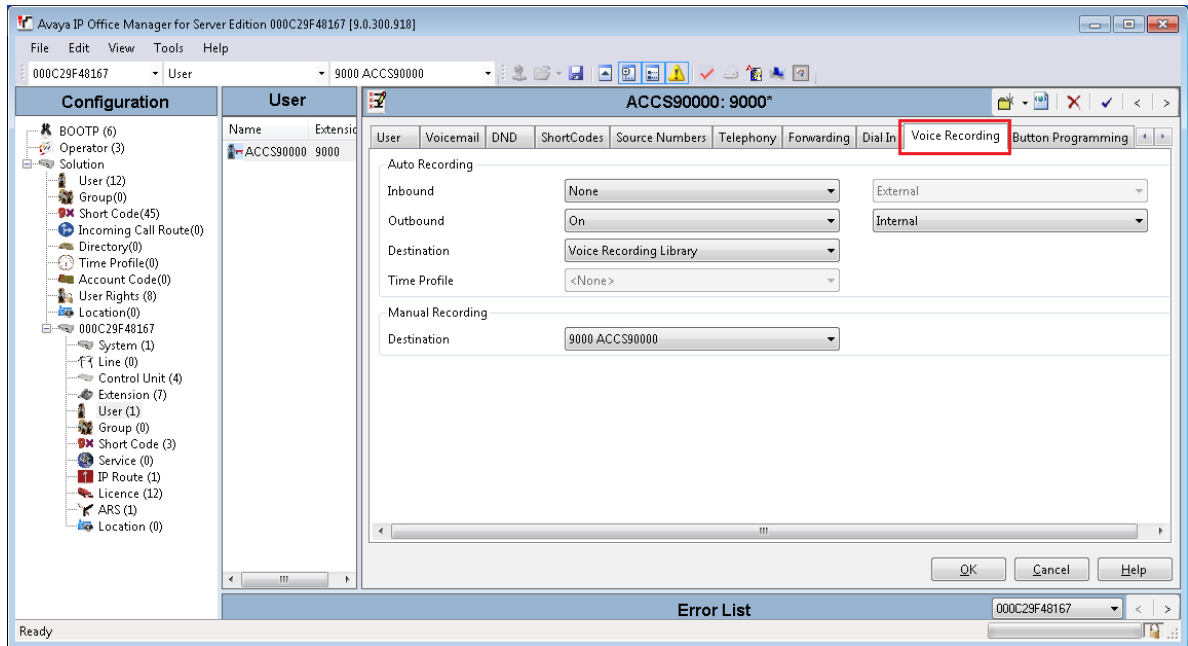 Avaya IP Office Manager for Server Edition 000C29F48167 [9.0.300.918]
File Edit View Tools Help
000C29F48167 User 9000 ACCS90000
Configuration
BOOTP (6)
Operator (3)
Solution
User (12)
Group(0)
Short Code(45)
Incoming Call Route(0)
Directory(0)
Time Profile(0)
Account Code(0)
User Rights (8)
Location(0)
000C29F48167
System (1)
Line (0)
Control Unit (4)
Extension (7)
User (1)
Group (0)
Short Code (3)
Service (0)
IP Route (1)
Licence (12)
ARS (1)
Location (0)
User
Name Extensic
ACCS90000 9000
ACCS90000: 9000*
User Voicemail DND ShortCodes Source Numbers Telephony Forwarding Dial In Voice Recording Button Programming
Auto Recording
Inbound None External
Outbound On Internal
Destination Voice Recording Library
Time Profile <None>
Manual Recording
Destination 9000 ACCS90000
OK Cancel Help
Error List 000C29F48167
Ready